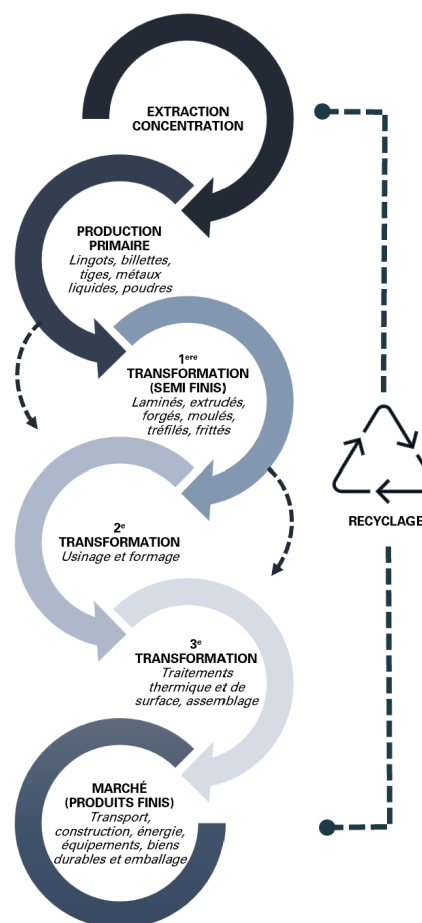 EXTRACTION
CONCENTRATION
PRODUCTION
PRIMAIRE
Lingots, billettes,
tiges, métaux
liquides, poudres
1ere
TRANSFORMATION
(SEMI FINIS)
Laminés, extrudés,
forgés, moulés,
tréfilés, frittés
RECYCLAGE
2e
TRANSFORMATION
Usinage et formage
3e
TRANSFORMATION
Traitements
thermique et de
surface, assemblage
MARCHÉ
(PRODUITS FINIS)
Transport,
construction, énergie,
équipements, biens
durables et emballage